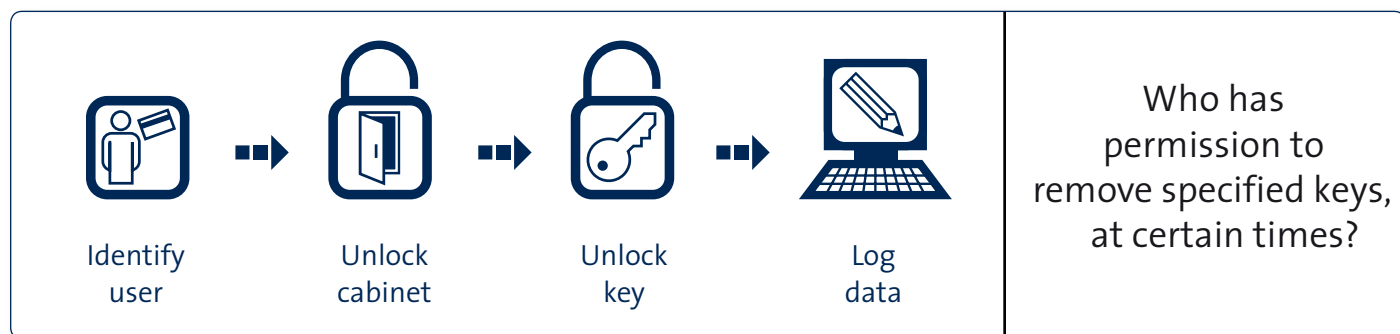 Identify
user
Unlock
cabinet
Unlock
key
Log
data
Who has
permission to
remove specified keys,
at certain times?